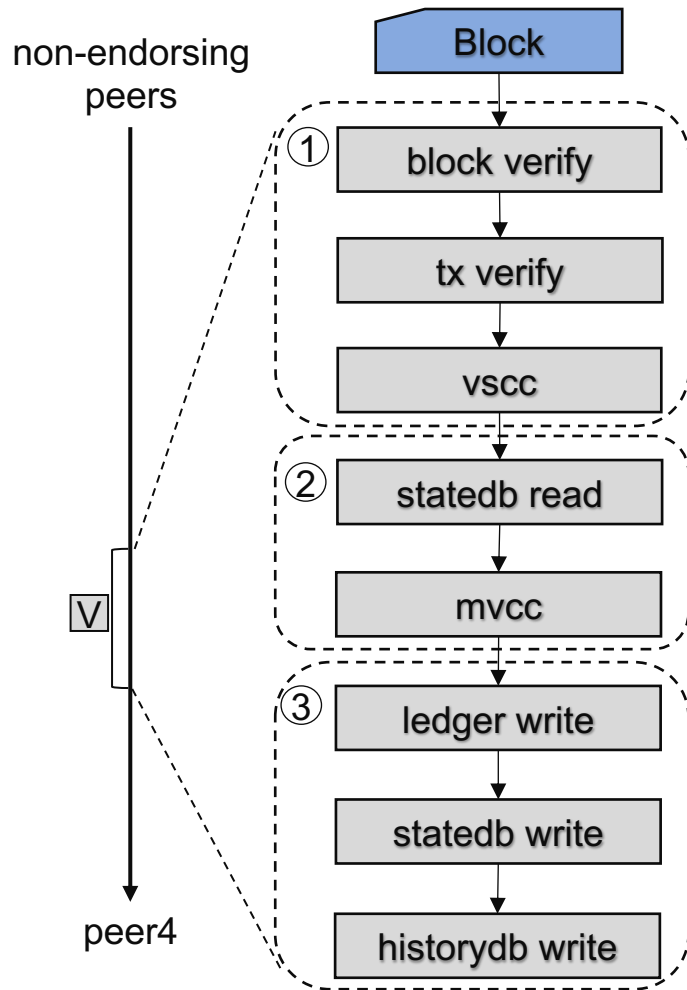 non-endorsing
peers
V
peer4
Block
1
block verify
tx verify
vscc
2
statedb read
mvcc
3
ledger write
statedb write
historydb write